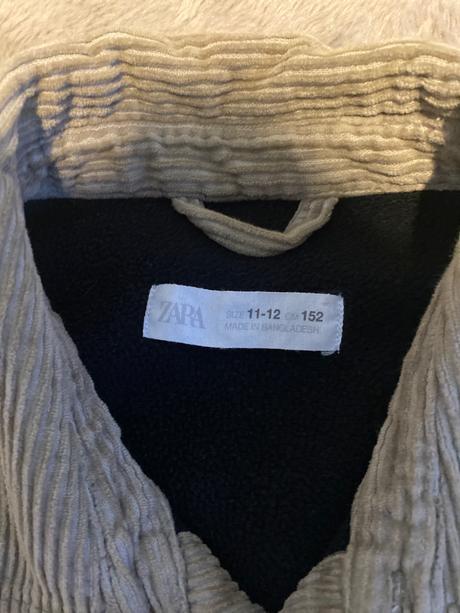 ZARA
SIZE 11-12 CM 152
MADE IN BANGLADESH